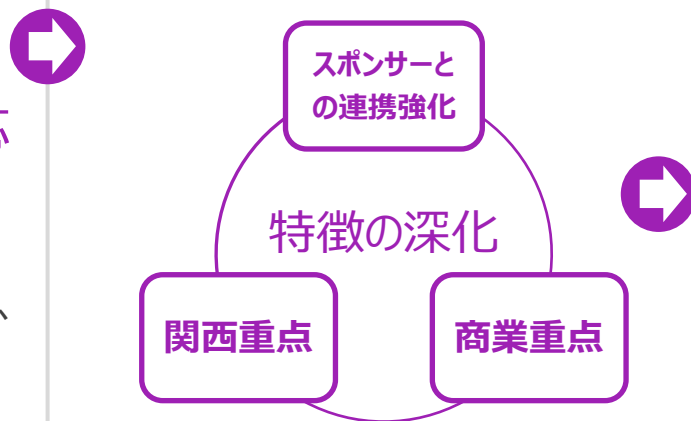 スポンサーと
の連携強化
特徴の深化
関西重点
商業重点